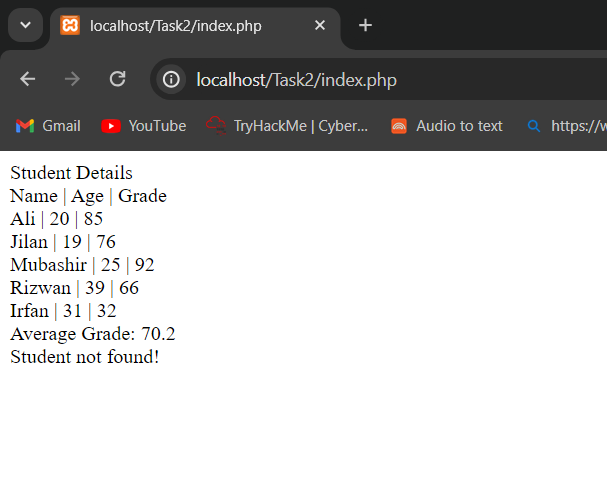 localhost/Task2/index.php
localhost/Task2/index.php
Gmail YouTube TryHackMe | Cyber... Audio to text https://w
Student Details
Name | Age | Grade
Ali | 20 | 85
Jilan | 19 | 76
Mubashir | 25 | 92
Rizwan | 39 | 66
Irfan | 31 | 32
Average Grade: 70.2
Student not found!